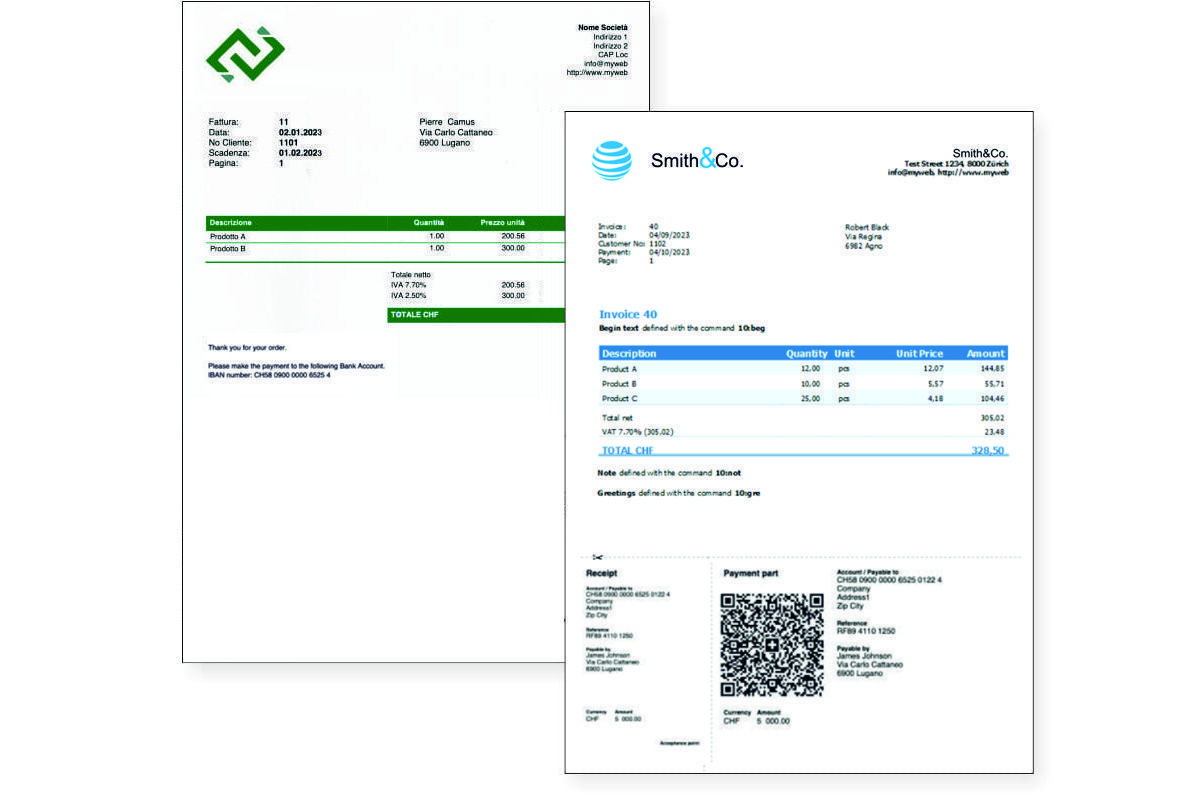 Nome Società
Indirizzo 1
Indirizzo 2
CAP Loc
info@myweb
http://www.myweb
Fattura: 11
Data: 02.01.2023
No Cliente: 1101
Scadenza: 01.02.2023
Pagina: 1
Pierre Camus
Via Carlo Cattaneo
6900 Lugano
Descrizione Quantità Prezzo unità
Prodotto A 1.00 200.56
Prodotto B 1.00 300.00
Totale netto
IVA 7.70% 200.56
IVA 2.50% 300.00
TOTALE CHF
Thank you for your order.
Please make the payment to the following Bank Account.
IBAN number: CH58 0900 0000 6525 4
Smith&Co.
Smith&Co.
Test Street 1234, 8000 Zürich
info@myweb, http://www.myweb
Invoice: 40
Date: 04/09/2023
Customer No: 1102
Payment: 04/10/2023
Page: 1
Robert Black
Via Regina
6982 Agno
Invoice 40
Begin text defined with the command 10:beg
Description Quantity Unit Unit Price Amount
Product A 12,00 pcs 12,07 144,85
Product B 10,00 pcs 5,57 55,71
Product C 25,00 pcs 4,18 104,46
Total net 305,02
VAT 7.70% (305,02) 23,48
TOTAL CHF 328,50
Note defined with the command 10:not
Greetings defined with the command 10:gre
Receipt
Account / Payable to
CH58 0900 0000 6525 0122 4
Company
Address1
Zip City
Reference
RF89 4110 1250
Payable by
James Johnson
Via Carlo Cattaneo
6900 Lugano
Currency Amount
CHF 5 000.00
Acceptance point
Payment part
Currency Amount
CHF 5 000.00
Account / Payable to
CH58 0900 0000 6525 0122 4
Company
Address1
Zip City
Reference
RF89 4110 1250
Payable by
James Johnson
Via Carlo Cattaneo
6900 Lugano